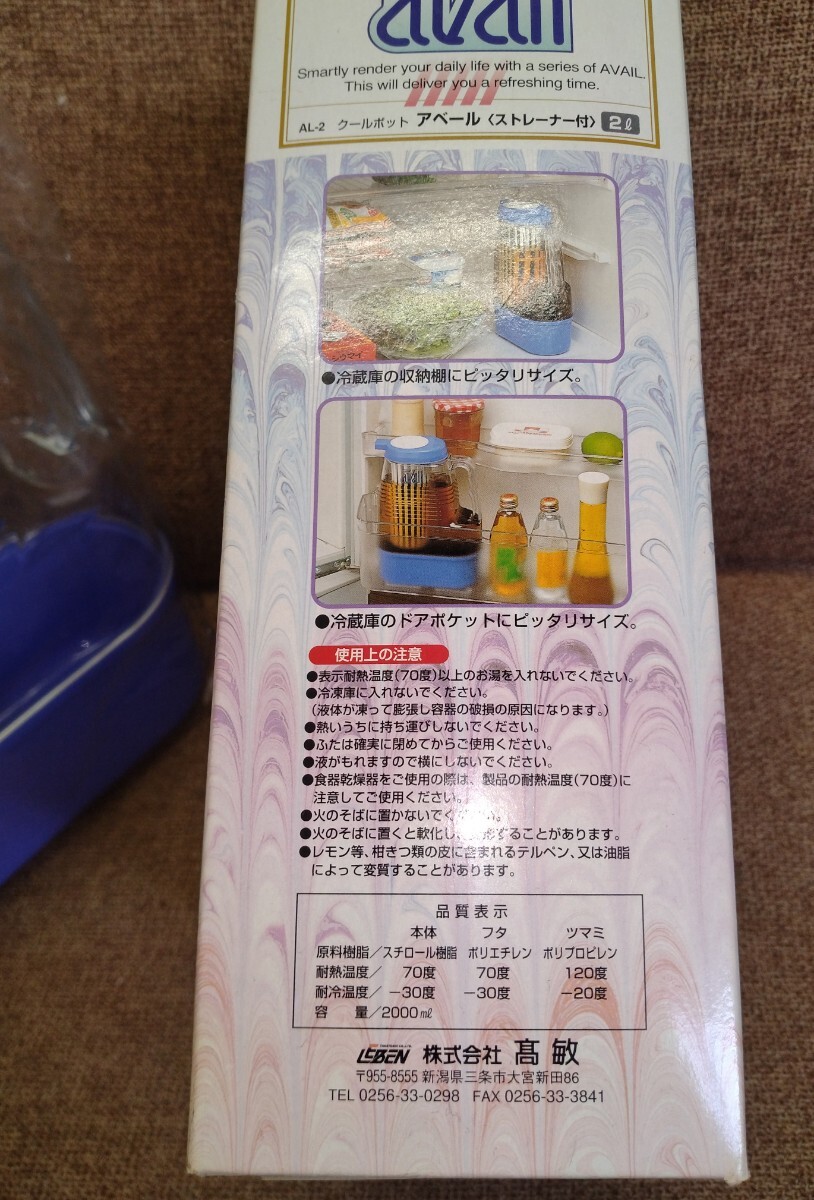 avail
Smartly render your daily life with a series of AVAIL.
This will deliver you a refreshing time.
AL-2 クールポット アベール〈ストレーナー付〉 2ℓ
シウマイ
●冷蔵庫の収納棚にピッタリサイズ。
●冷蔵庫のドアポケットにピッタリサイズ。
使用上の注意
●表示耐熱温度(70度)以上のお湯を入れないでください。
●冷凍庫に入れないでください。
(液体が凍って膨張し容器の破損の原因になります。)
●熱いうちに持ち運びしないでください。
●ふたは確実に閉めてからご使用ください。
●液がもれますので横にしないでください。
●食器乾燥器をご使用の際は、製品の耐熱温度(70度)に
注意してご使用ください。
●火のそばに置かないでください。
●火のそばに置くと軟化し、変形することがあります。
●レモン等、柑きつ類の皮に含まれるテルペン、又は油脂
によって変質することがあります。
品質表示
本体 フタ ツマミ
原料樹脂/スチロール樹脂 ポリエチレン ポリプロピレン
耐熱温度/ 70度 70度 120度
耐冷温度/ −30度 −30度 −20度
容 量/2000㎖
LEBEN 株式会社 髙敏
〒955-8555 新潟県三条市大宮新田86
TEL 0256-33-0298 FAX 0256-33-3841